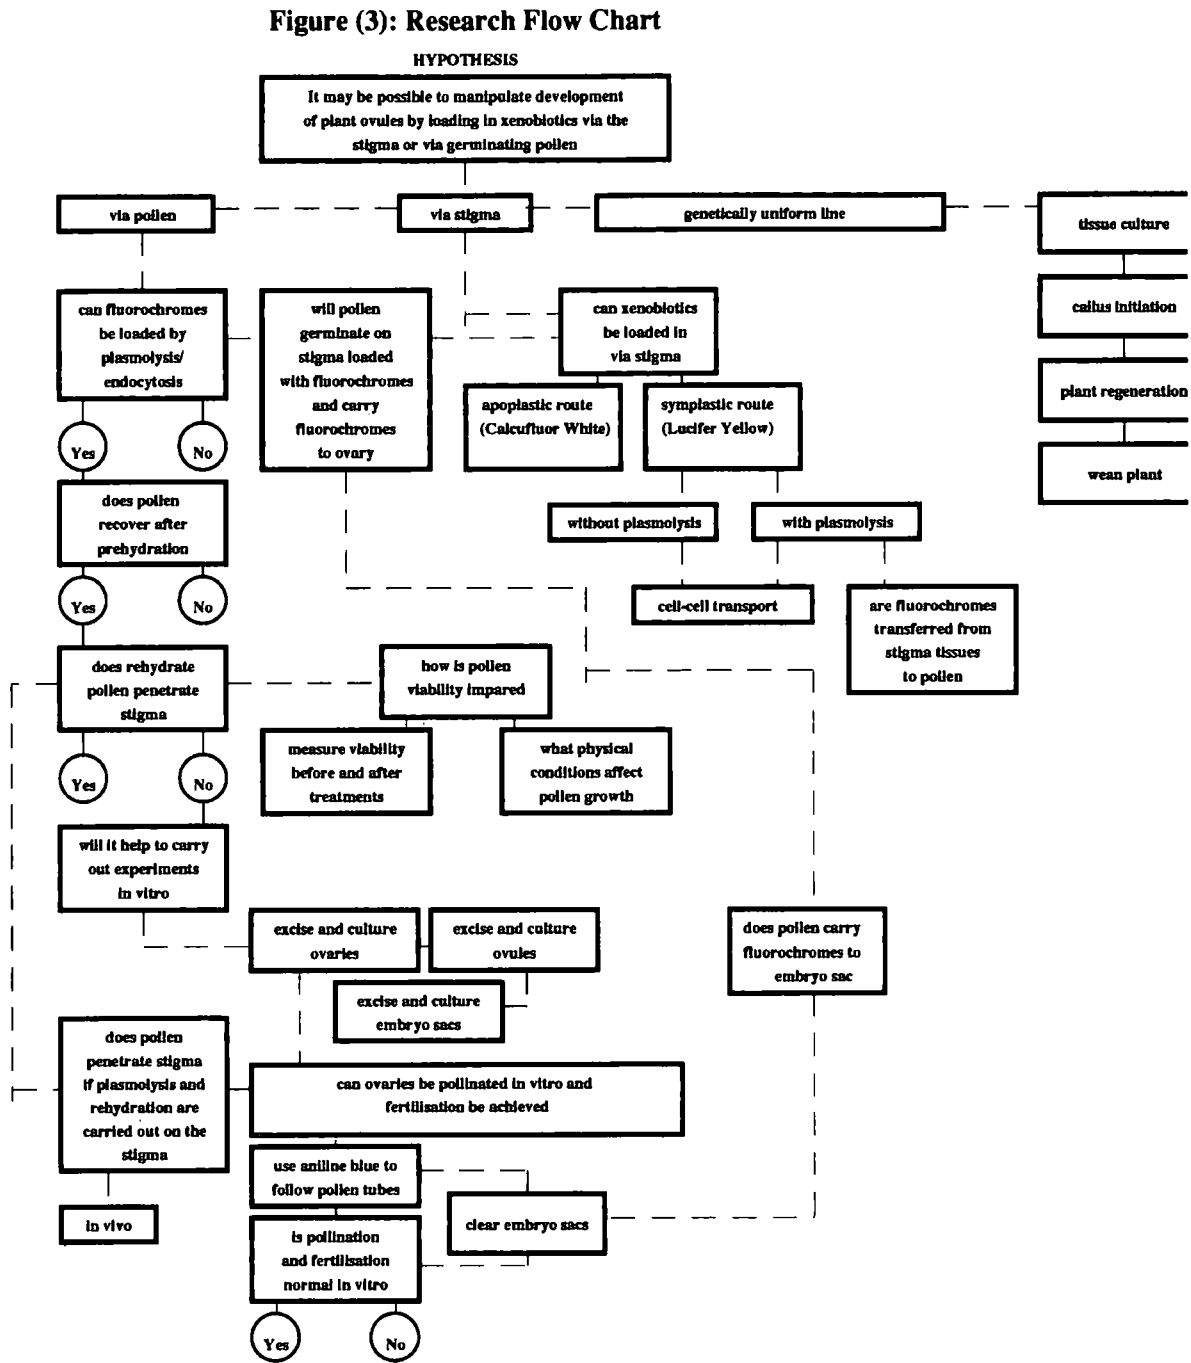 Figure (3): Research Flow Chart
HYPOTHESIS
It may be possible to manipulate development
of plant ovules by loading in xenobiotics via the
stigma or via germinating pollen
via pollen
via stigma
genetically uniform line
tissue culture
callus initiation
plant regeneration
wean plant
can fluorochromes
be loaded by
plasmolysis/
endocytosis
Yes
No
will pollen
germinate on
stigma loaded
with fluorochromes
and carry
fluorochromes
to ovary
can xenobiotics
be loaded in
via stigma
apoplastic route
(Calcufluor White)
symplastic route
(Lucifer Yellow)
without plasmolysis
with plasmolysis
cell-cell transport
are fluorochromes
transferred from
stigma tissues
to pollen
does pollen
recover after
prehydration
Yes
No
does rehydrate
pollen penetrate
stigma
Yes
No
how is pollen
viability impared
measure viability
before and after
treatments
what physical
conditions affect
pollen growth
will it help to carry
out experiments
in vitro
excise and culture
ovaries
excise and culture
ovules
excise and culture
embryo sacs
does pollen carry
fluorochromes to
embryo sac
does pollen
penetrate stigma
if plasmolysis and
rehydration are
carried out on the
stigma
in vivo
can ovaries be pollinated in vitro and
fertilisation be achieved
use aniline blue to
follow pollen tubes
clear embryo sacs
is pollination
and fertilisation
normal in vitro
Yes
No